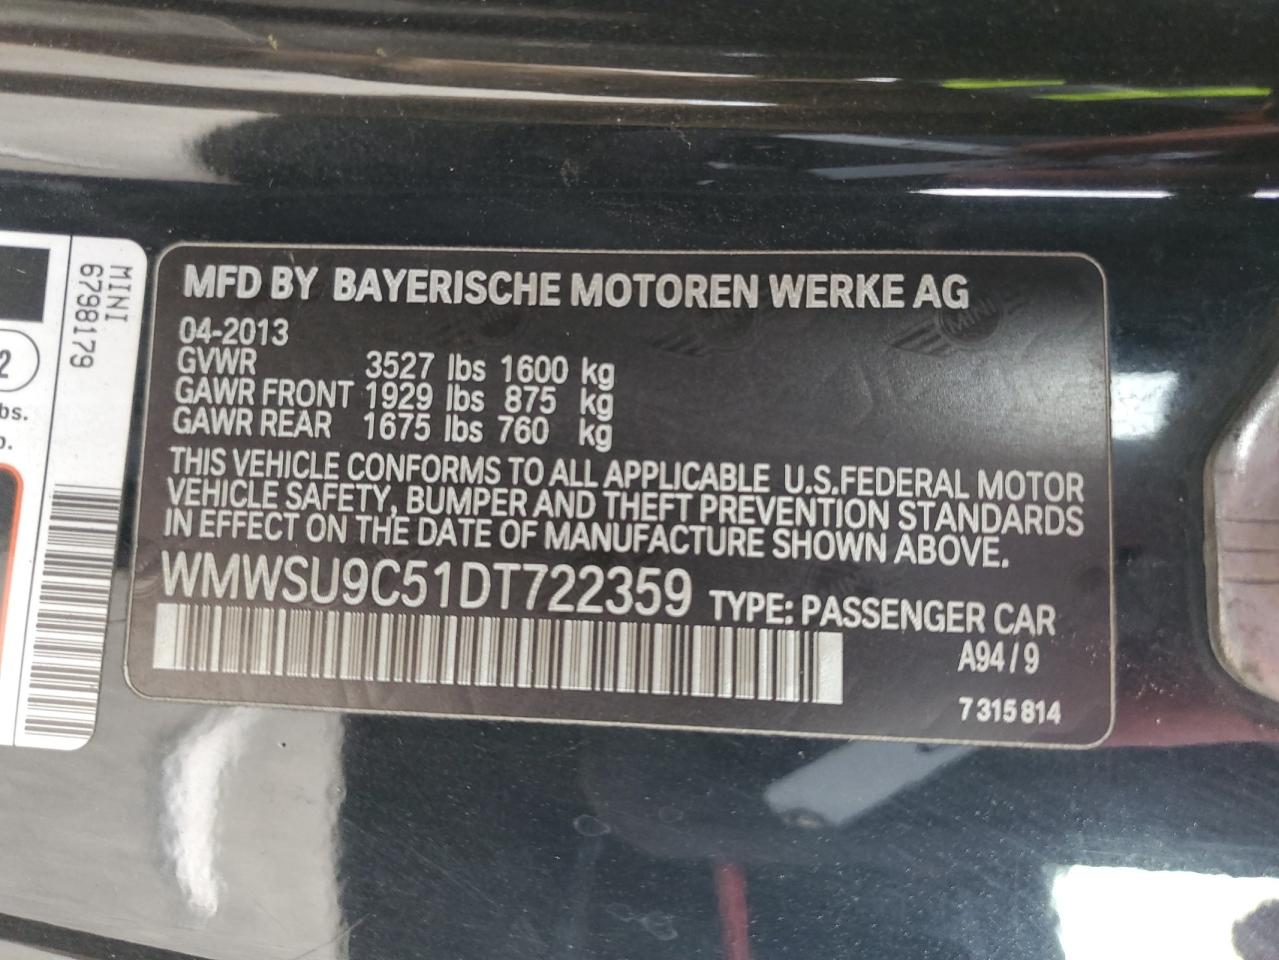 MFD BY BAYERISCHE MOTOREN WERKE AG
04-2013
GVWR 3527 lbs 1600 kg
GAWR FRONT 1929 lbs 875 kg
GAWR REAR 1675 lbs 760 kg
THIS VEHICLE CONFORMS TO ALL APPLICABLE U.S.FEDERAL MOTOR
VEHICLE SAFETY, BUMPER AND THEFT PREVENTION STANDARDS
IN EFFECT ON THE DATE OF MANUFACTURE SHOWN ABOVE.
WMWSU9C51DT722359 TYPE: PASSENGER CAR
A94/9
7 315 814
MINI
6798179
2
bs.
MINI